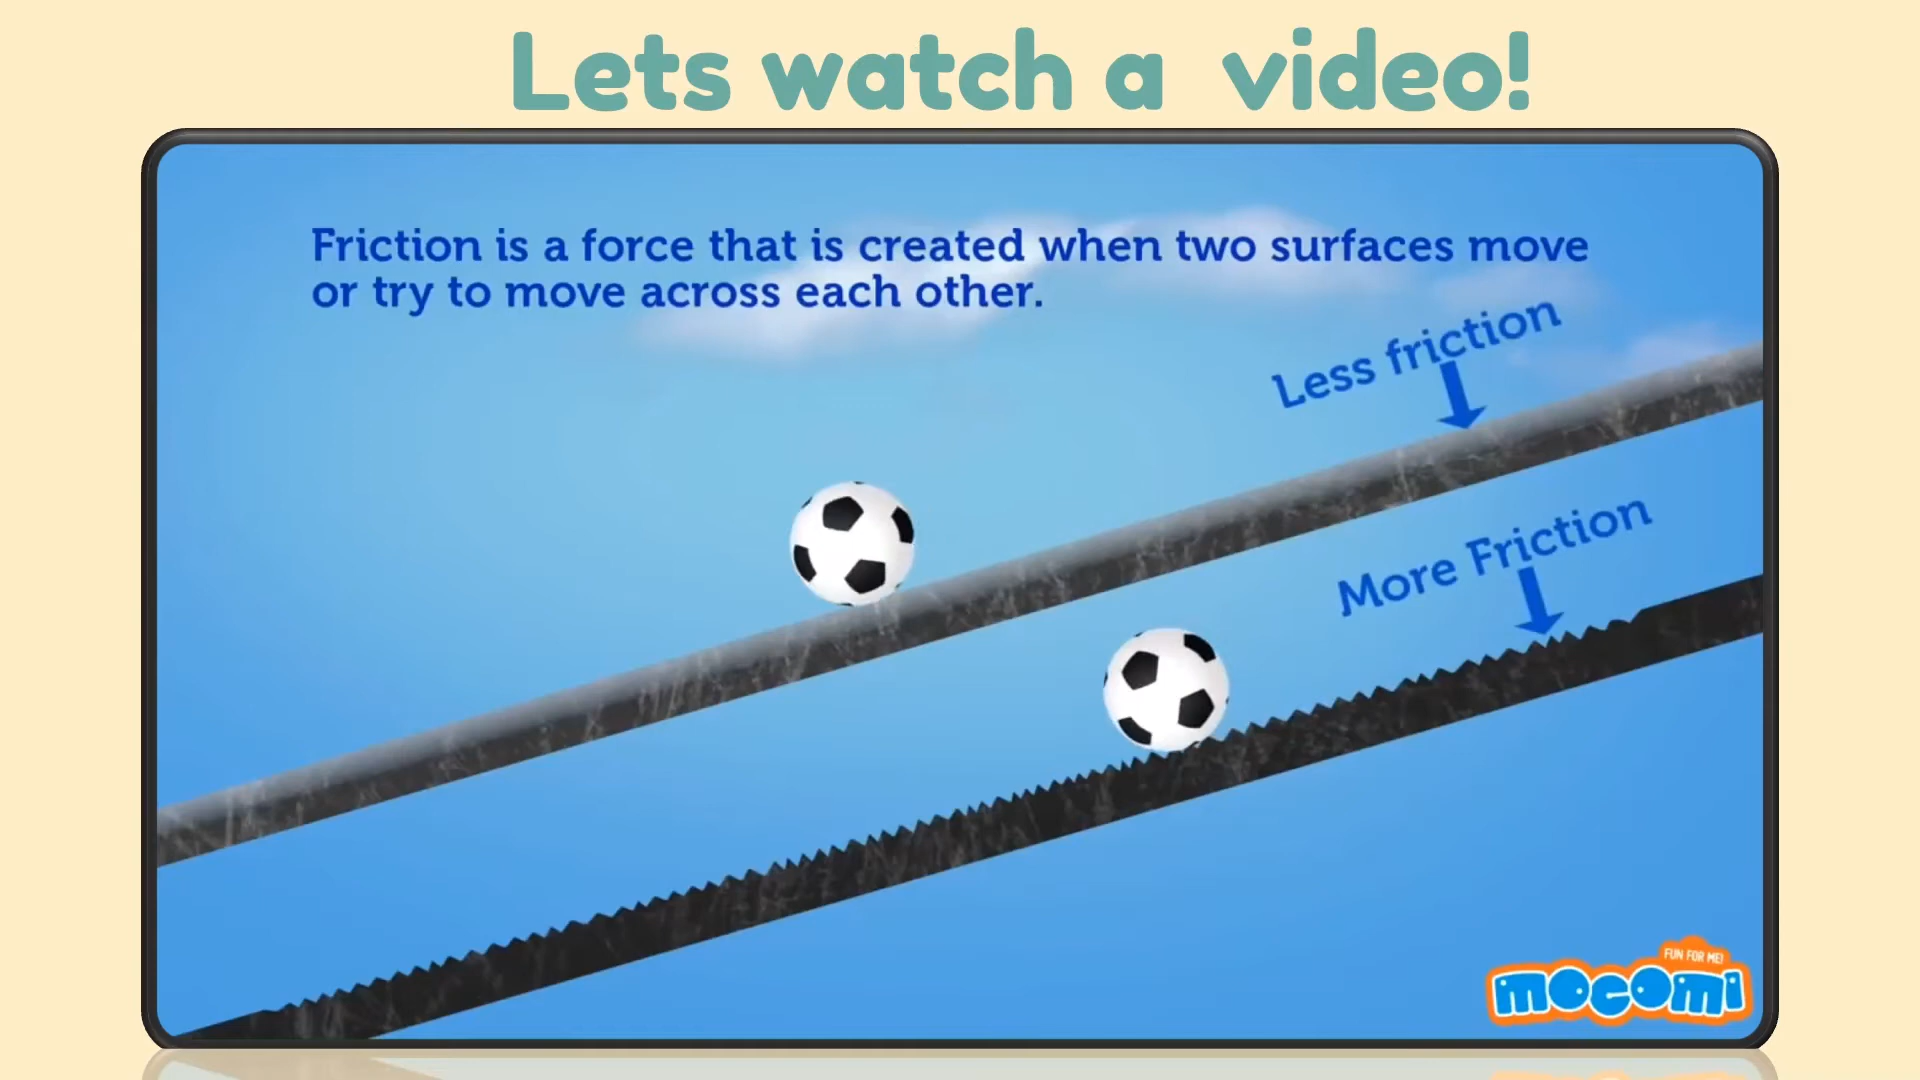 Lets watch a video!
Friction is a force that is created when two surfaces move
or try to move across each other.
Less friction
More Friction
FUN FOR ME!
mocomi